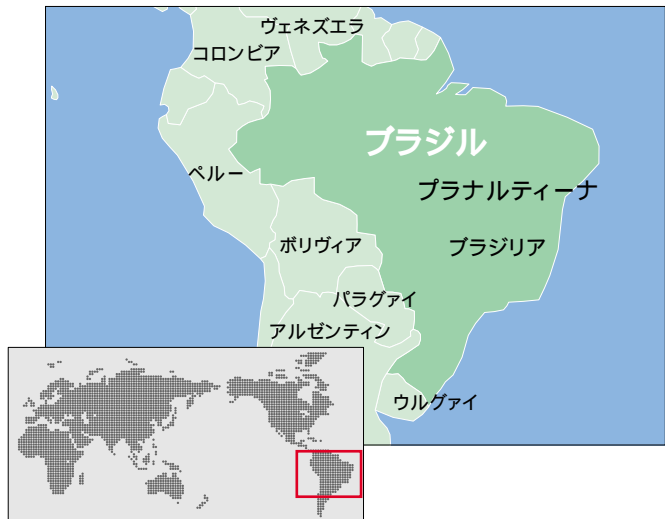 ヴェネズエラ
コロンビア
ブラジル
ペルー
プラナルティーナ
ボリヴィア
ブラジリア
パラグァイ
アルゼンティン
ウルグァイ